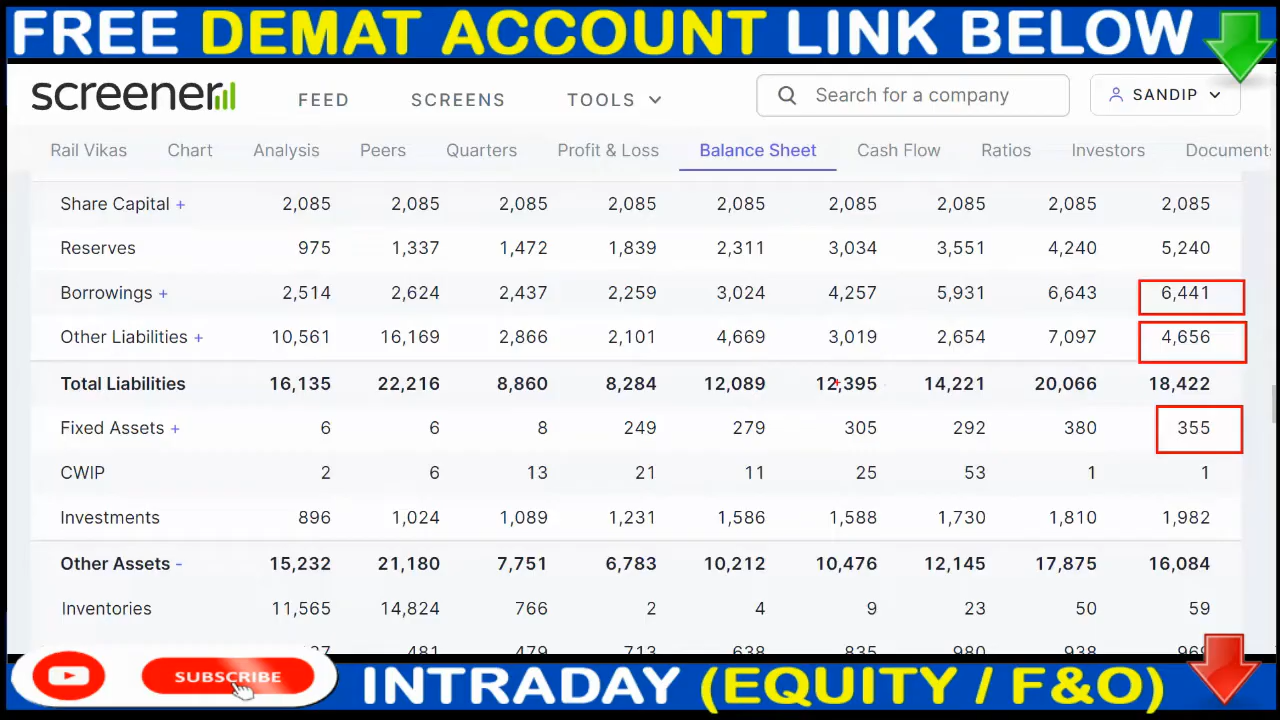 FREE DEMAT ACCOUNT LINK BELOW
screener FEED SCREENS TOOLS Search for a company SANDIP
Rail Vikas Chart Analysis Peers Quarters Profit & Loss Balance Sheet Cash Flow Ratios Investors Document
Share Capital + 2,085 2,085 2,085 2,085 2,085 2,085 2,085 2,085 2,085
Reserves 975 1,337 1,472 1,839 2,311 3,034 3,551 4,240 5,240
Borrowings + 2,514 2,624 2,437 2,259 3,024 4,257 5,931 6,643 6,441
Other Liabilities + 10,561 16,169 2,866 2,101 4,669 3,019 2,654 7,097 4,656
Total Liabilities 16,135 22,216 8,860 8,284 12,089 12,395 14,221 20,066 18,422
Fixed Assets + 6 6 8 249 279 305 292 380 355
CWIP 2 6 13 21 11 25 53 1 1
Investments 896 1,024 1,089 1,231 1,586 1,588 1,730 1,810 1,982
Other Assets - 15,232 21,180 7,751 6,783 10,212 10,476 12,145 17,875 16,084
Inventories 11,565 14,824 766 2 4 9 23 50 59
481 479 713 638 835 980 938
SUBSCRIBE
INTRADAY (EQUITY / F&O)